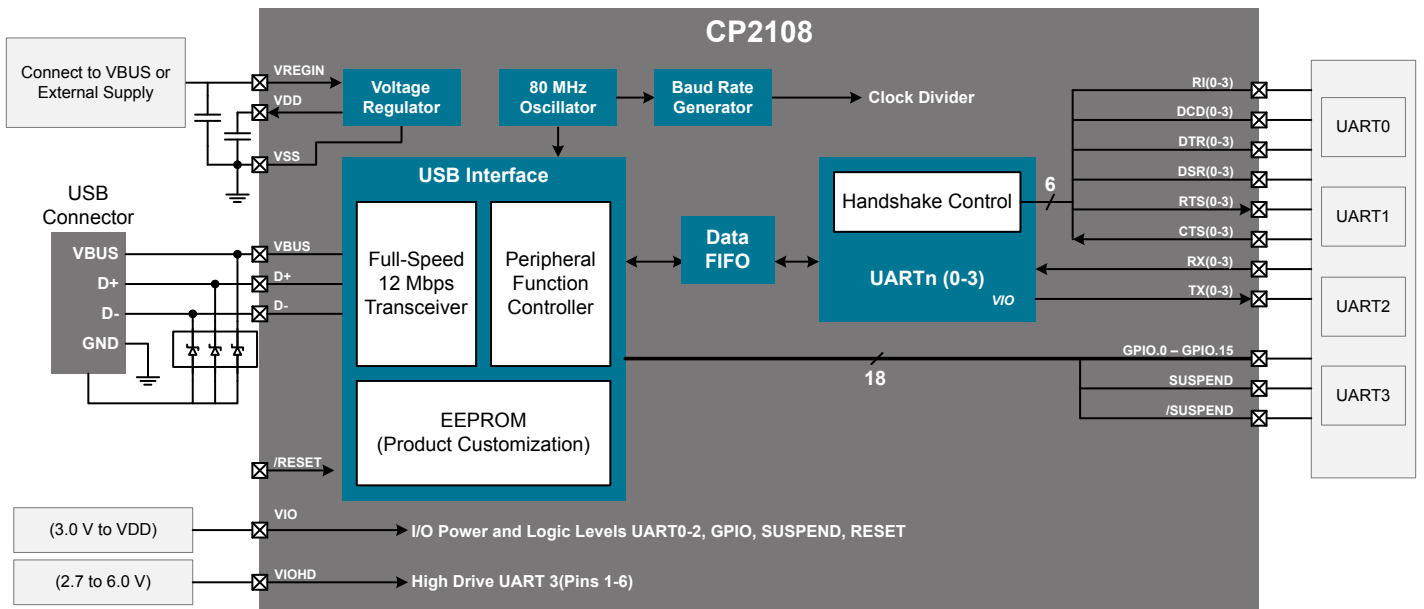 CP2108
Connect to VBUS or
External Supply
VREGIN
VDD
VSS
Voltage
Regulator
80 MHz
Oscillator
Baud Rate
Generator
Clock Divider
USB
Connector
VBUS
D+
D-
GND
VBUS
D+
D-
USB Interface
Full-Speed
12 Mbps
Transceiver
Peripheral
Function
Controller
EEPROM
(Product Customization)
Data
FIFO
Handshake Control
UARTn (0-3)
VIO
6
RI(0-3)
DCD(0-3)
DTR(0-3)
DSR(0-3)
RTS(0-3)
CTS(0-3)
RX(0-3)
TX(0-3)
18
GPIO.0 – GPIO.15
SUSPEND
/SUSPEND
UART0
UART1
UART2
UART3
/RESET
(3.0 V to VDD)
VIO
I/O Power and Logic Levels UART0-2, GPIO, SUSPEND, RESET
(2.7 to 6.0 V)
VIOHD
High Drive UART 3(Pins 1-6)